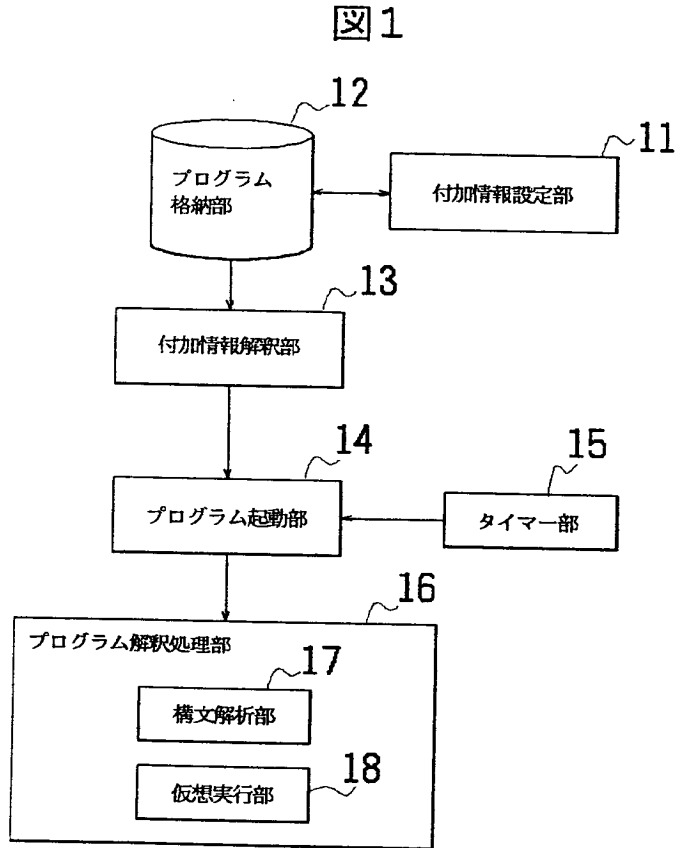 図1
12
プログラム
格納部
11
付加情報設定部
13
付加情報解釈部
14
プログラム起動部
15
タイマー部
16
プログラム解釈処理部
17
構文解析部
18
仮想実行部